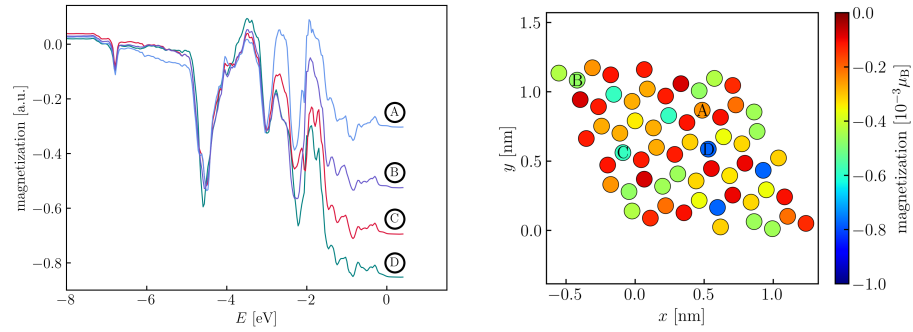 magnetization [a.u.]
0.0
−0.2
−0.4
−0.6
−0.8
−8
−6
−4
−2
0
E [eV]
A
B
C
D
y [nm]
1.5
1.0
0.5
0.0
−0.5
0.0
0.5
1.0
x [nm]
B
A
C
D
0.0
−0.2
−0.4
−0.6
−0.8
−1.0
magnetization [10⁻³μ_B]